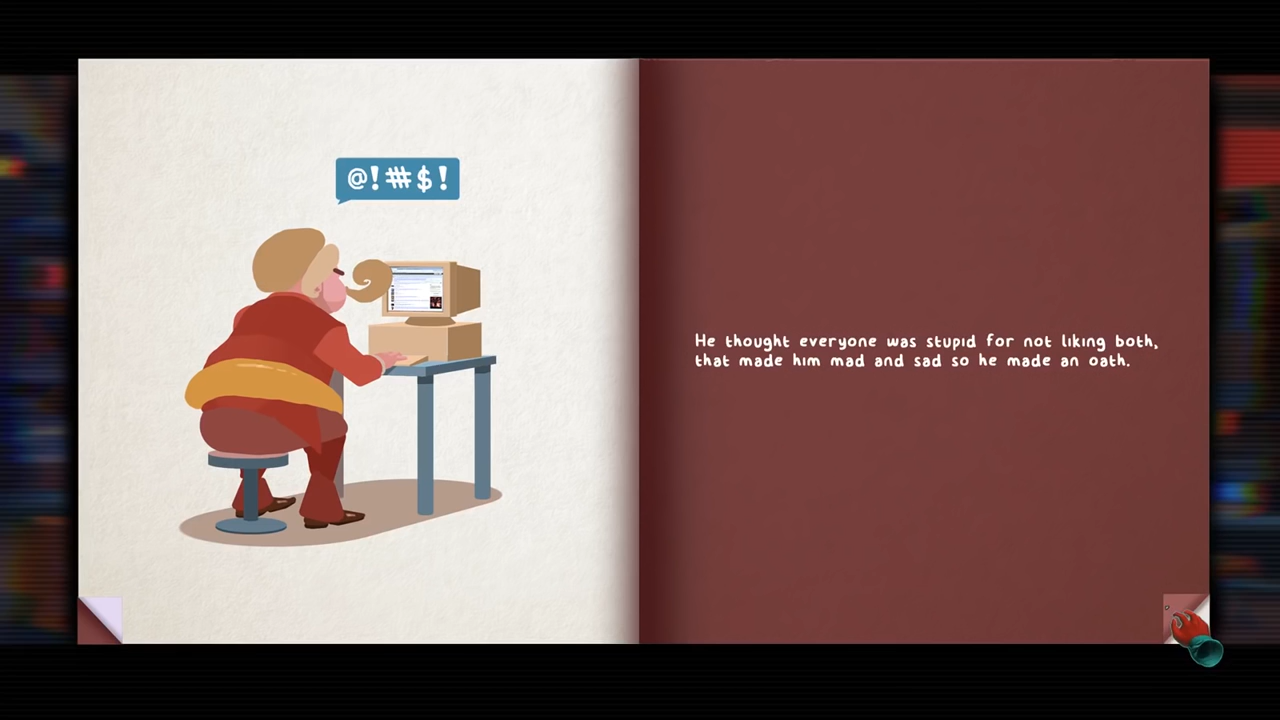 @!#$!
He thought everyone was stupid for not liking both,
that made him mad and sad so he made an oath.